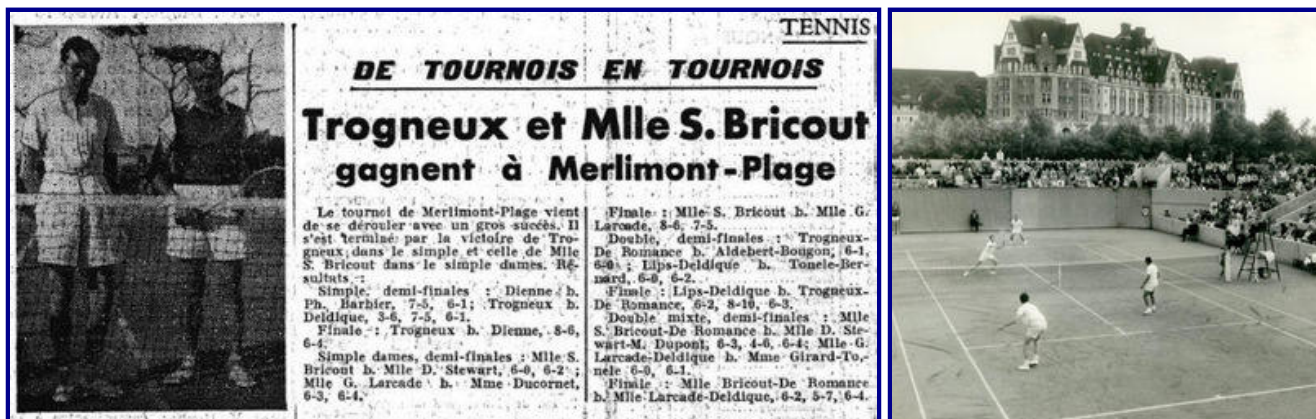 TENNIS
DE TOURNOIS EN TOURNOIS
Trogneux et Mlle S. Bricout
gagnent à Merlimont-Plage
Le tournoi de Merlimont-Plage vient
de se dérouler avec un gros succès. Il
s'est terminé par la victoire de Tro-
gneux dans le simple et celle de Mlle
S. Bricout dans le simple dames. Ré-
sultats :
Simple, demi-finales : Dienne b.
Ph. Barbier, 7-5, 6-1 ; Trogneux b.
Deldique, 3-6, 7-5, 6-1.
Finale : Trogneux b. Dienne, 8-6,
6-4.
Simple dames, demi-finales : Mlle S.
Bricout b. Mlle D. Stewart, 6-0, 6-2 ;
Mlle G. Larcade b. Mme Ducornet,
6-3, 6-4.
Finale : Mlle S. Bricout b. Mlle G.
Larcade, 8-6, 7-5.
Double, demi-finales : Trogneux-
De Romance b. Aldebert-Bougon, 6-1,
6-0 ; Lips-Deldique b. Tonele-Ber-
nard, 6-0, 6-2.
Finale : Lips-Deldique b. Trogneux-
De Romance, 6-2, 8-10, 6-3.
Double mixte, demi-finales : Mlle
S. Bricout-De Romance b. Mlle D. Ste-
wart-M. Dupont, 6-3, 4-6, 6-4 ; Mlle G.
Larcade-Deldique b. Mme Girard-To-
nele 6-0, 6-1.
Finale : Mlle Bricout-De Romance
b. Mlle Larcade-Deldique, 6-2, 5-7, 6-4.